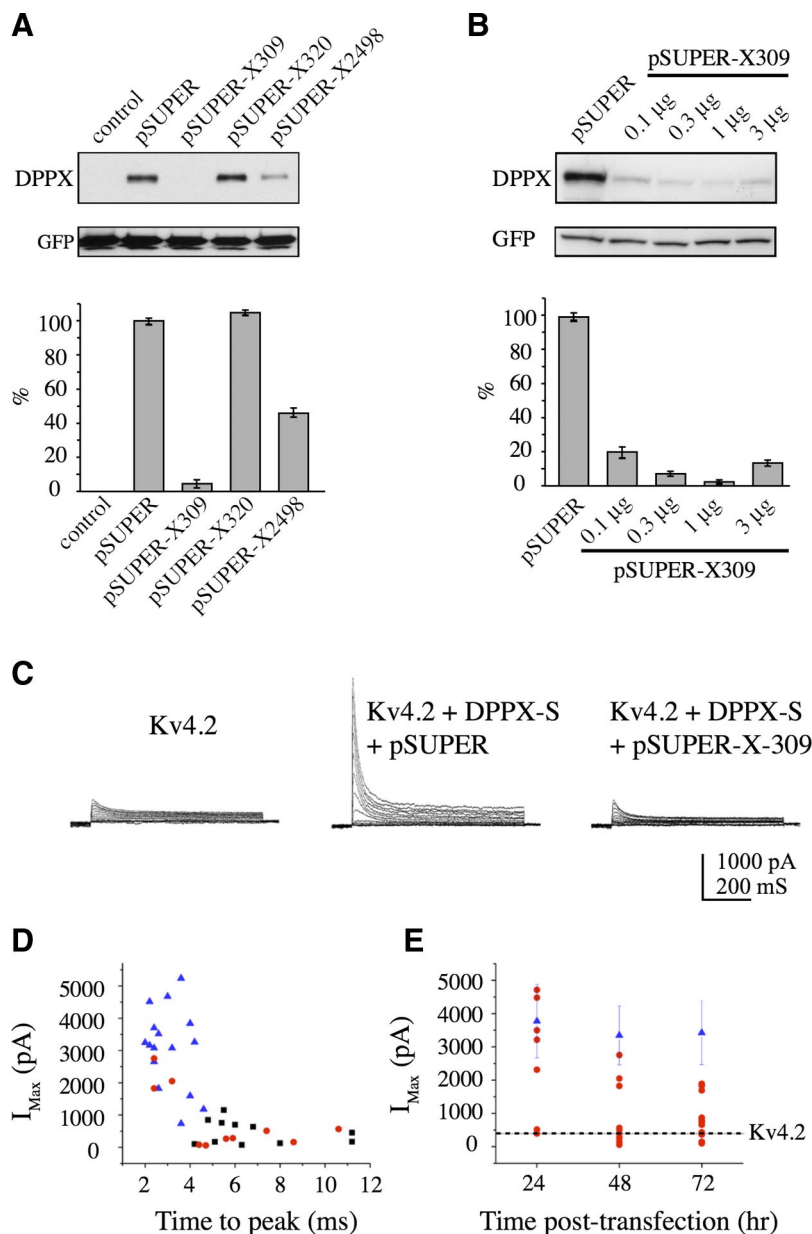 A
control
pSUPER
pSUPER-X309
pSUPER-X320
pSUPER-X2498
DPPX
GFP
100
80
60
40
20
0
%
control
pSUPER
pSUPER-X309
pSUPER-X320
pSUPER-X2498
B
pSUPER-X309
pSUPER
0.1 µg
0.3 µg
1 µg
3 µg
DPPX
GFP
100
80
60
40
20
0
%
pSUPER
0.1 µg
0.3 µg
1 µg
3 µg
pSUPER-X309
C
Kv4.2
Kv4.2 + DPPX-S
+ pSUPER
Kv4.2 + DPPX-S
+ pSUPER-X-309
1000 pA
200 mS
D
5000
4000
3000
2000
1000
0
I Max (pA)
2 4 6 8 10 12
Time to peak (ms)
E
5000
4000
3000
2000
1000
0
I Max (pA)
Kv4.2
24 48 72
Time post-transfection (hr)